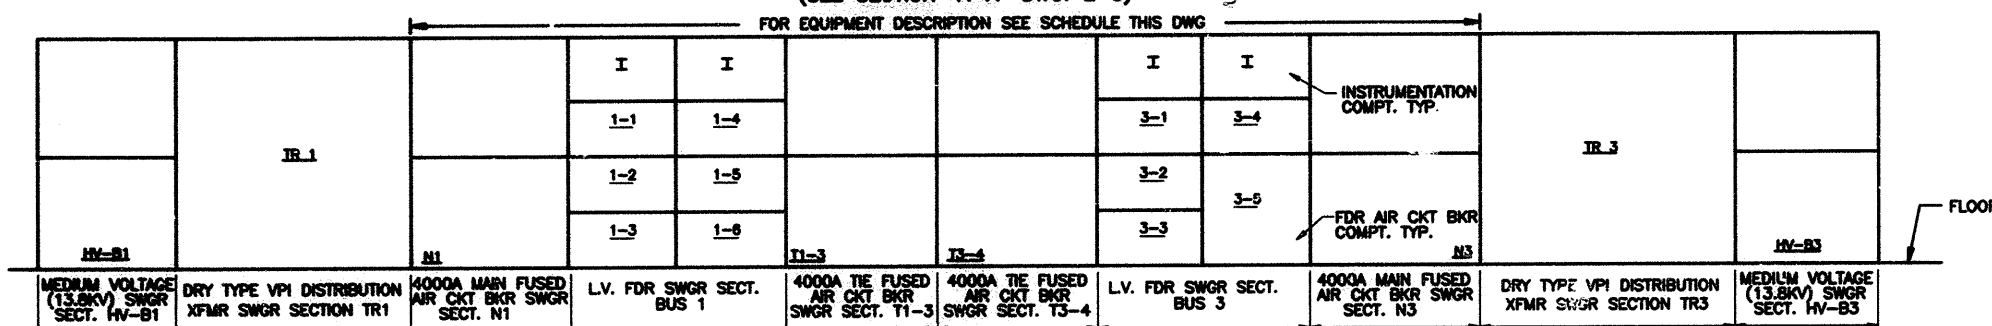 FOR EQUIPMENT DESCRIPTION SEE SCHEDULE THIS DWG
I I I I
INSTRUMENTATION
COMPT. TYP.
1-1 1-4 3-1 3-4
TR 1 TR 3
1-2 1-5 3-2
3-5
1-3 1-6 3-3
FDR AIR CKT BKR
COMPT. TYP.
FLOOR
HV-B1 N1 T1-3 T3-4 N3 HV-B3
MEDIUM VOLTAGE
(13.8KV) SWGR
SECT. HV-B1
DRY TYPE VPI DISTRIBUTION
XFMR SWGR SECTION TR1
4000A MAIN FUSED
AIR CKT BKR SWGR
SECT. N1
L.V. FDR SWGR SECT.
BUS 1
4000A TIE FUSED
AIR CKT BKR
SWGR SECT. T1-3
4000A TIE FUSED
AIR CKT BKR
SWGR SECT. T3-4
L.V. FDR SWGR SECT.
BUS 3
4000A MAIN FUSED
AIR CKT BKR SWGR
SECT. N3
DRY TYPE VPI DISTRIBUTION
XFMR SWGR SECTION TR3
MEDIUM VOLTAGE
(13.8KV) SWGR
SECT. HV-B3